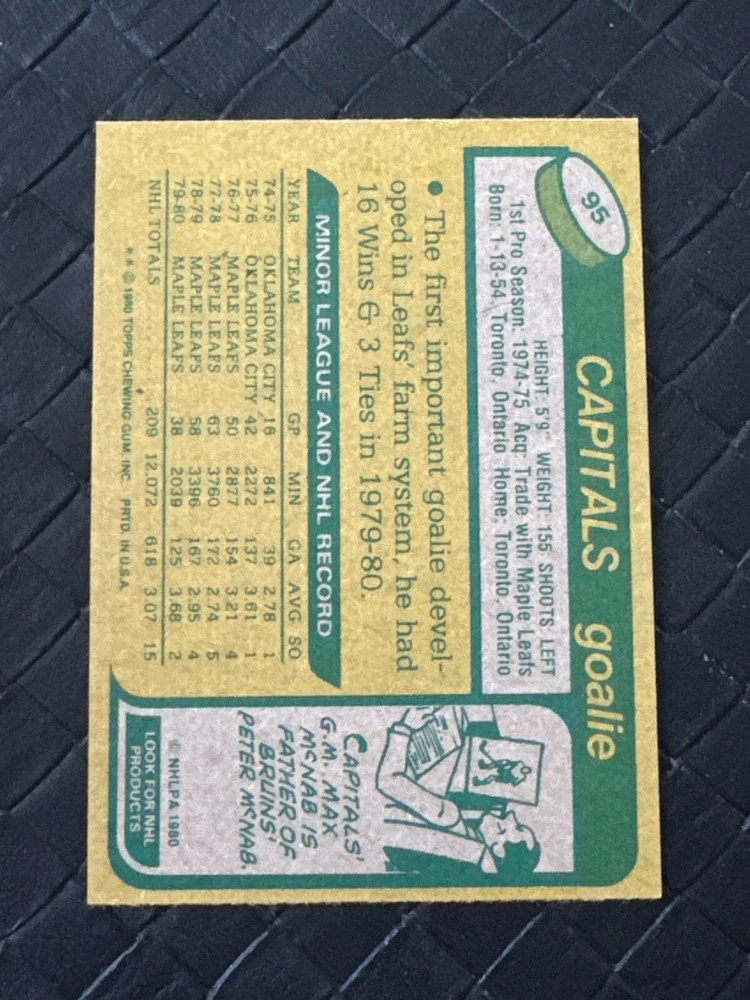 95
CAPITALS goalie
HEIGHT: 5'9" WEIGHT: 155 SHOOTS: LEFT
1st Pro Season: 1974-75 Acq: Trade with Maple Leafs
Born: 1-13-54, Toronto, Ontario Home: Toronto, Ontario
• The first important goalie devel-
oped in Leafs' farm system, he had
16 Wins & 3 Ties in 1979-80.
MINOR LEAGUE AND NHL RECORD
YEAR TEAM GP MIN GA AVG SO
74-75 OKLAHOMA CITY 16 841 39 2.78 1
75-76 OKLAHOMA CITY 42 2272 137 3.61 1
76-77 MAPLE LEAFS 50 2877 154 3.21 4
77-78 MAPLE LEAFS 63 3760 172 2.74 5
78-79 MAPLE LEAFS 58 3396 167 2.95 4
79-80 MAPLE LEAFS 38 2039 125 3.68 2
NHL TOTALS 209 12,072 618 3.07 15
** © 1980 TOPPS CHEWING GUM, INC. PRTD. IN U.S.A.
CAPITALS'
G.M. MAX
McNAB IS
FATHER OF
BRUINS'
PETER McNAB.
© NHLPA 1980
LOOK FOR NHL
PRODUCTS